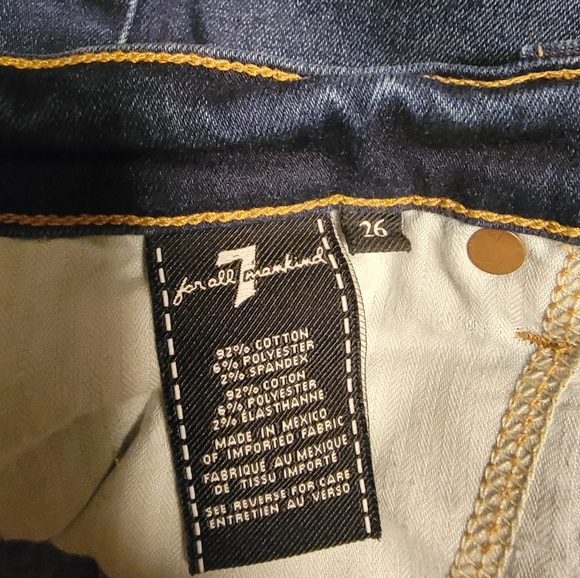 26
for all 7 mankind
92% COTTON
6% POLYESTER
2% SPANDEX
92% COTON
6% POLYESTER
2% ELASTHANNE
MADE IN MEXICO
OF IMPORTED FABRIC
FABRIQUE AU MEXIQUE
DE TISSU IMPORTÉ
SEE REVERSE FOR CARE
ENTRETIEN AU VERSO